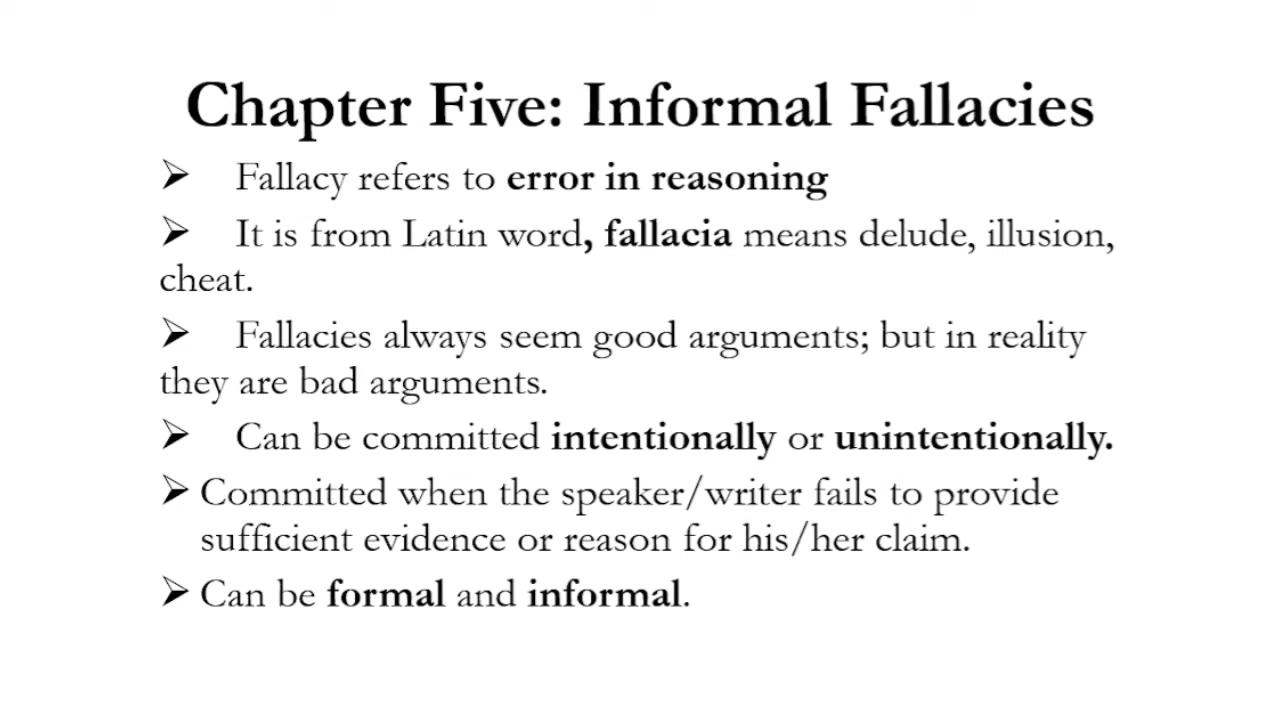 Chapter Five: Informal Fallacies
➢ Fallacy refers to error in reasoning
➢ It is from Latin word, fallacia means delude, illusion,
cheat.
➢ Fallacies always seem good arguments; but in reality
they are bad arguments.
➢ Can be committed intentionally or unintentionally.
➢ Committed when the speaker/writer fails to provide
sufficient evidence or reason for his/her claim.
➢ Can be formal and informal.